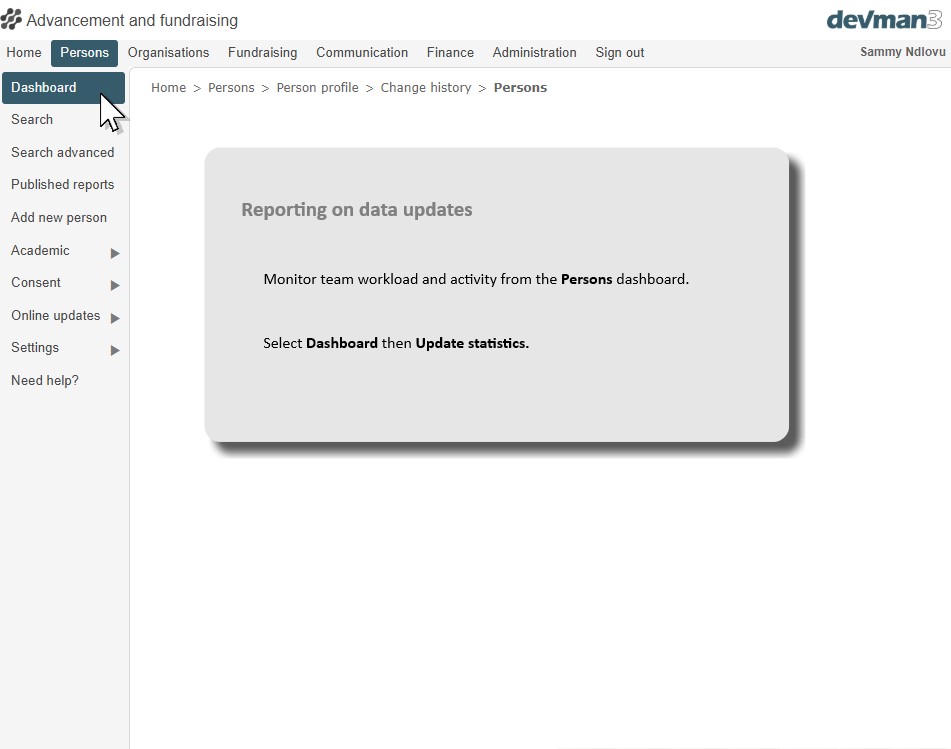 Advancement and fundraising
devman3
Home Persons Organisations Fundraising Communication Finance Administration Sign out Sammy Ndlovu
Dashboard
Home > Persons > Person profile > Change history > Persons
Search
Search advanced
Published reports
Add new person
Academic
Consent
Online updates
Settings
Need help?
Reporting on data updates
Monitor team workload and activity from the Persons dashboard.
Select Dashboard then Update statistics.